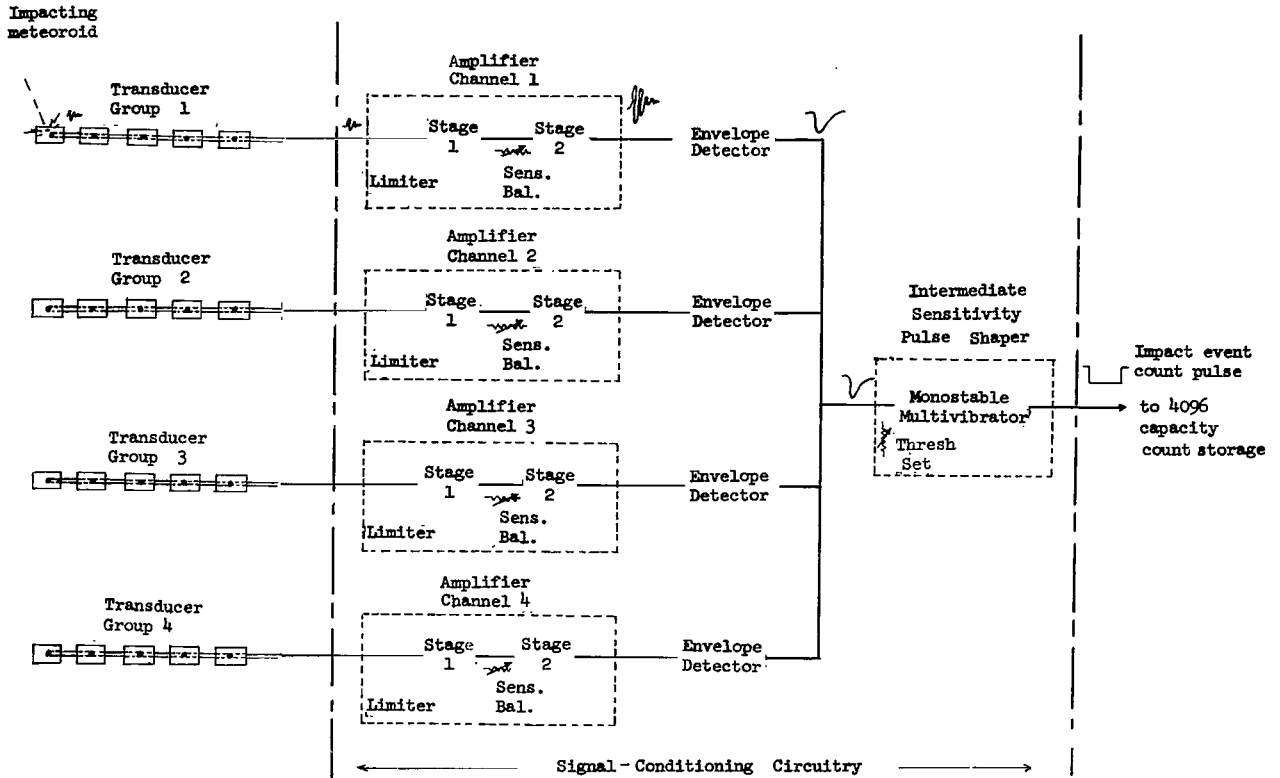 Impacting
meteoroid
Transducer
Group 1
Amplifier
Channel 1
Stage
1
Stage
2
Sens.
Bal.
Limiter
Envelope
Detector
Transducer
Group 2
Amplifier
Channel 2
Stage
1
Stage
2
Sens.
Bal.
Limiter
Envelope
Detector
Intermediate
Sensitivity
Pulse Shaper
Monostable
Multivibrator
Thresh
Set
Impact event
count pulse
to 4096
capacity
count storage
Transducer
Group 3
Amplifier
Channel 3
Stage
1
Stage
2
Sens.
Bal.
Limiter
Envelope
Detector
Transducer
Group 4
Amplifier
Channel 4
Stage
1
Stage
2
Sens.
Bal.
Limiter
Envelope
Detector
Signal-Conditioning Circuitry